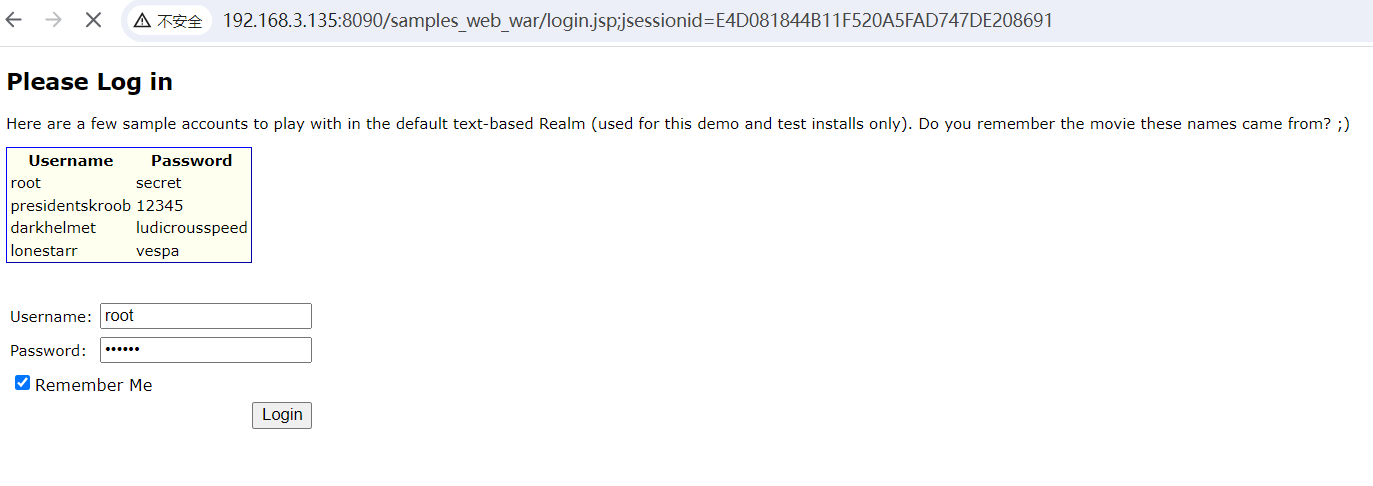 不安全 192.168.3.135:8090/samples_web_war/login.jsp;jsessionid=E4D081844B11F520A5FAD747DE208691
Please Log in
Here are a few sample accounts to play with in the default text-based Realm (used for this demo and test installs only). Do you remember the movie these names came from? ;)
Username Password
root secret
presidentskroob 12345
darkhelmet ludicrousspeed
lonestarr vespa
Username: root
Password: ••••••
Remember Me
Login